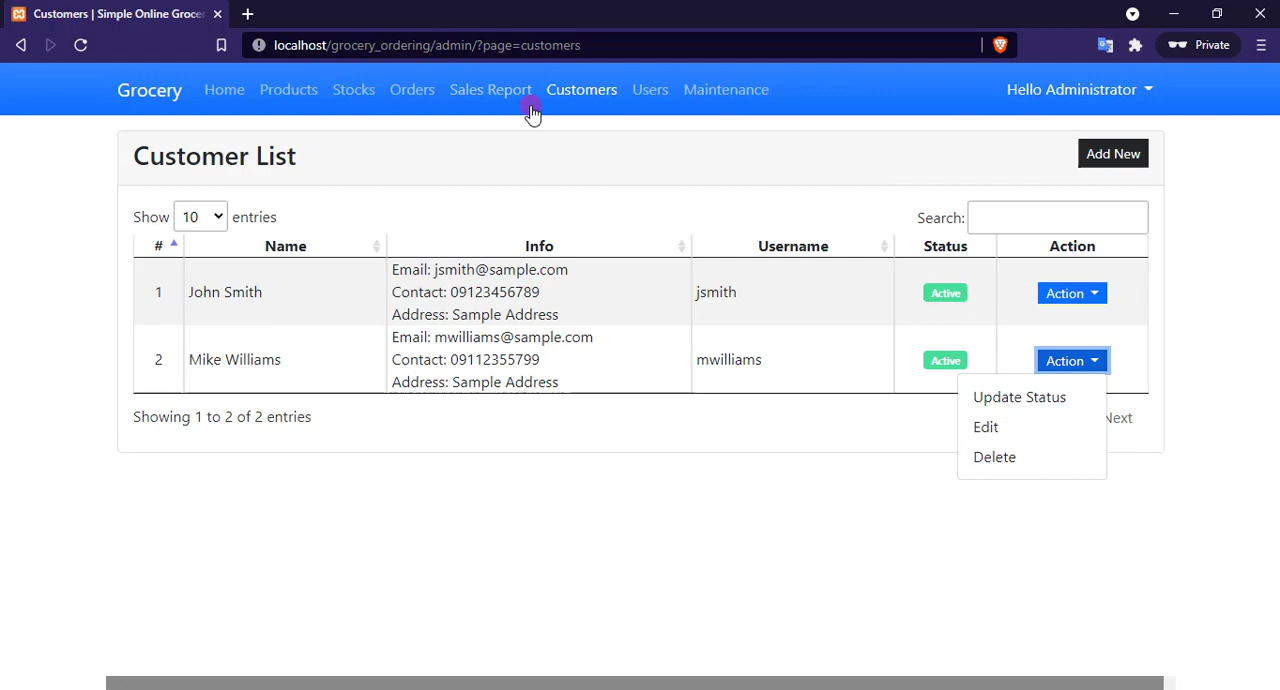 Customers | Simple Online Groce
localhost/grocery_ordering/admin/?page=customers
Private
Grocery Home Products Stocks Orders Sales Report Customers Users Maintenance Hello Administrator
Customer List Add New
Show 10 entries Search:
# Name Info Username Status Action
Email: jsmith@sample.com
1 John Smith Contact: 09123456789 jsmith Active Action
Address: Sample Address
Email: mwilliams@sample.com
2 Mike Williams Contact: 09112355799 mwilliams Active Action
Address: Sample Address
Update Status
Showing 1 to 2 of 2 entries Next
Edit
Delete